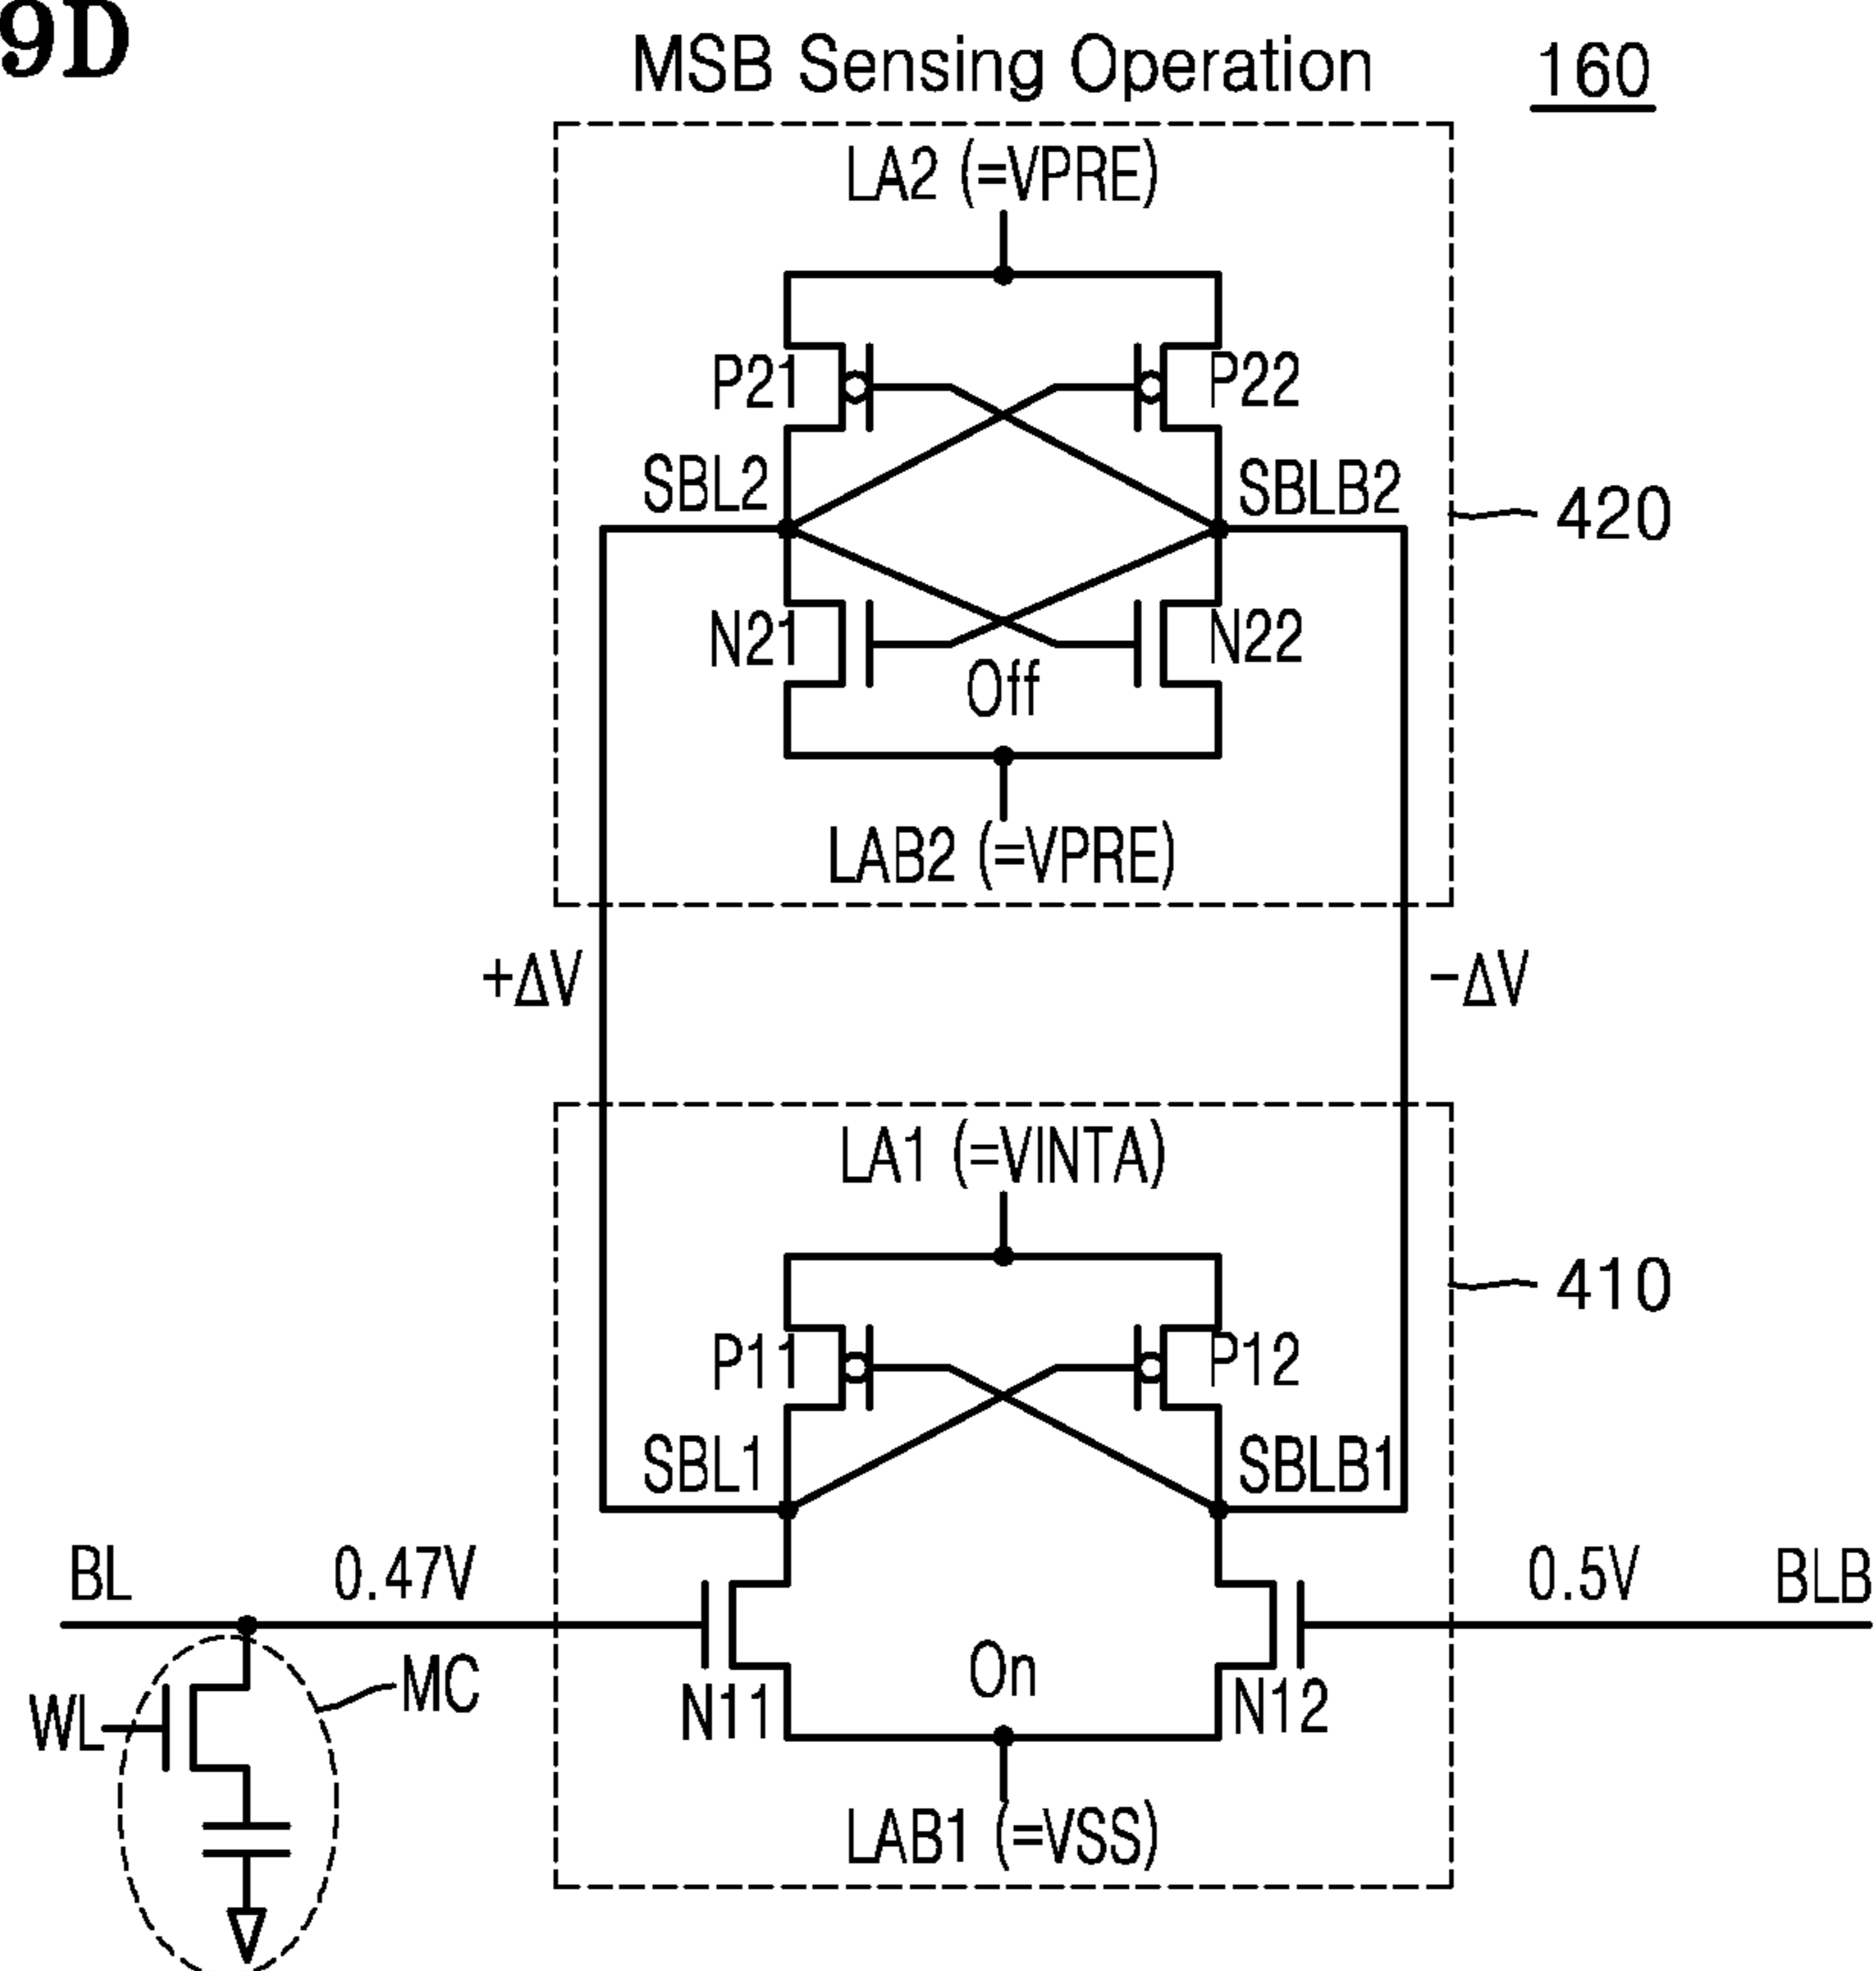 9D
MSB Sensing Operation
160
LA2 (=VPRE)
P21
P22
SBL2
SBLB2
420
N21
N22
Off
LAB2 (=VPRE)
+ΔV
−ΔV
LA1 (=VINTA)
410
P11
P12
SBL1
SBLB1
BL
0.47V
0.5V
BLB
On
MC
WL
N11
N12
LAB1 (=VSS)